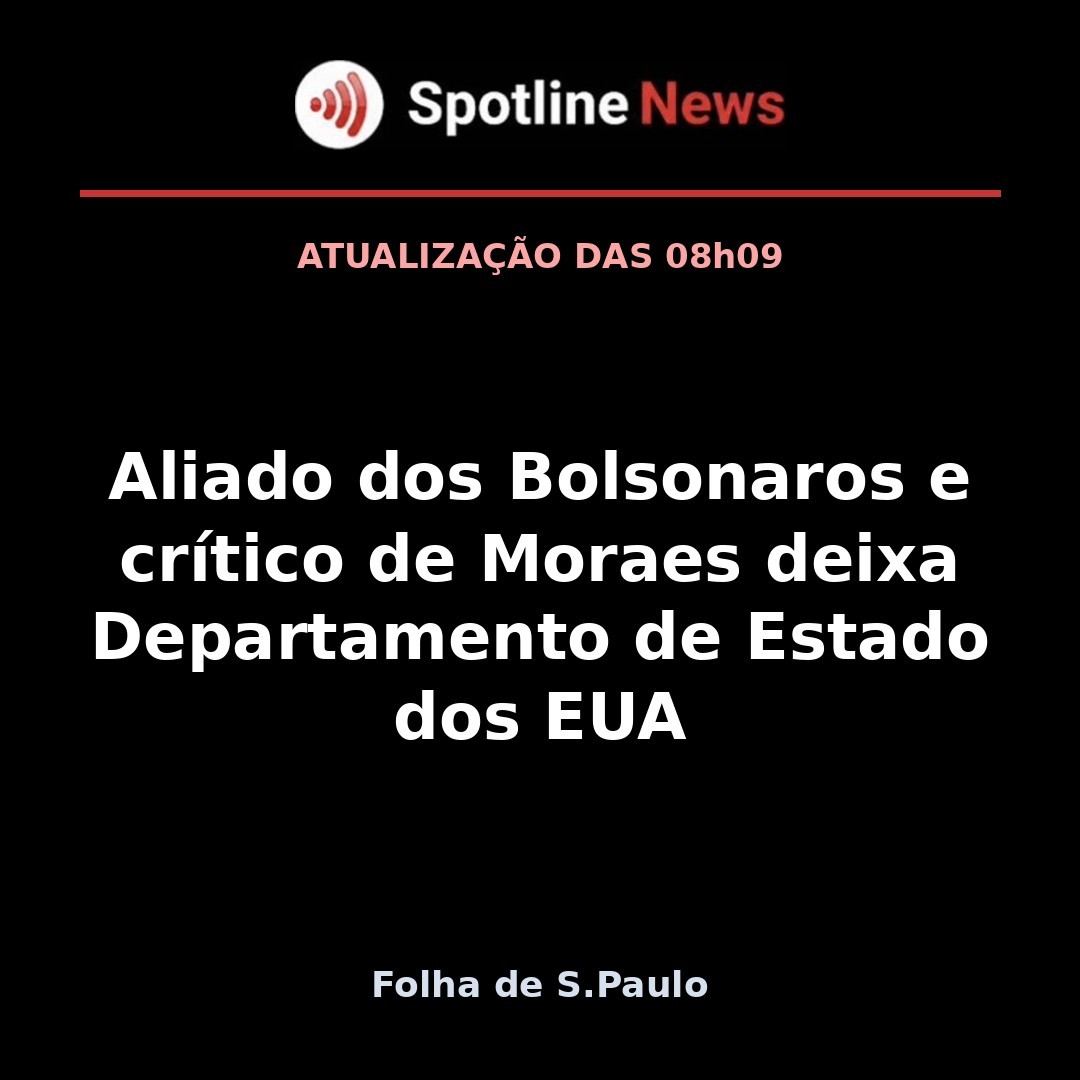 Spotline News
ATUALIZAÇÃO DAS 08h09
Aliado dos Bolsonaros e
crítico de Moraes deixa
Departamento de Estado
dos EUA
Folha de S.Paulo